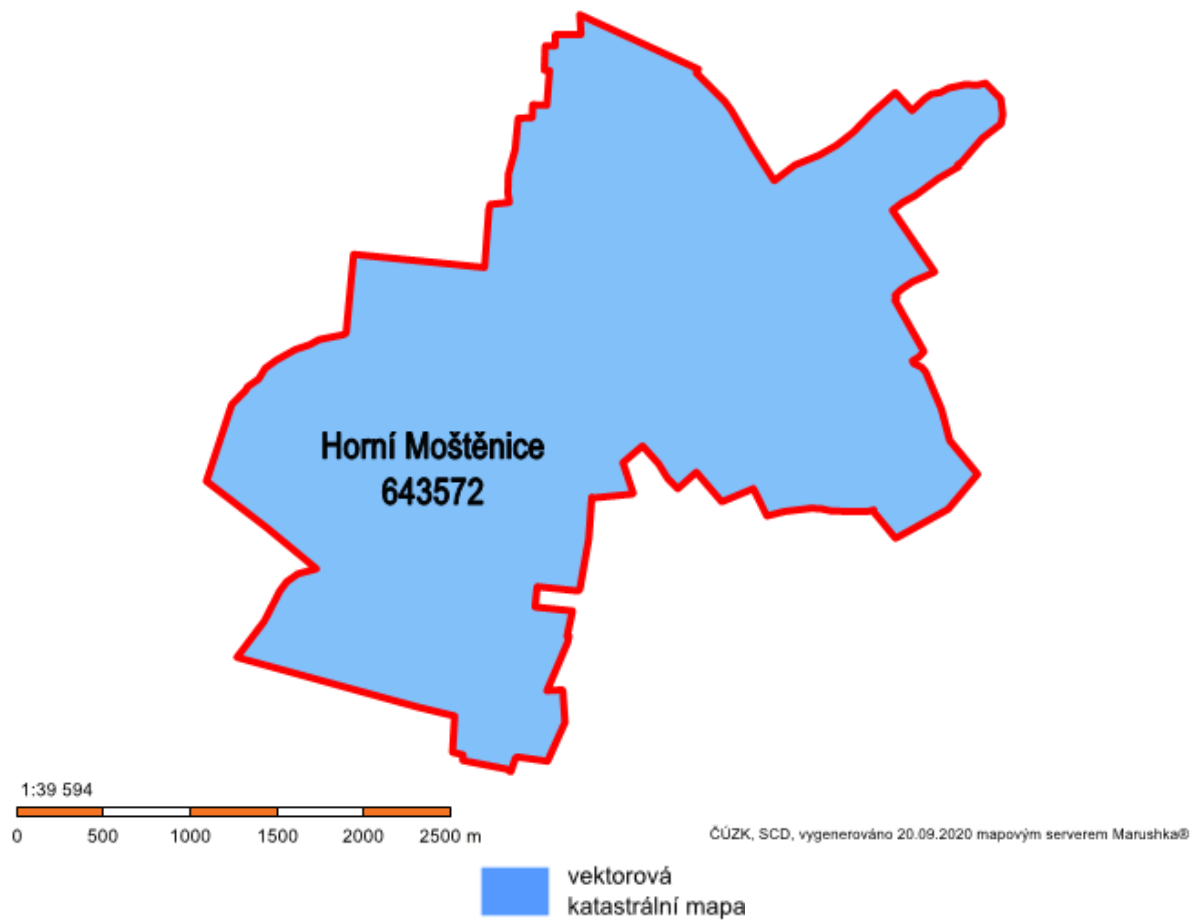 Horní Moštěnice
643572
1:39 594
0 500 1000 1500 2000 2500 m
ČÚZK, SCD, vygenerováno 20.09.2020 mapovým serverem Marushka®
vektorová
katastrální mapa